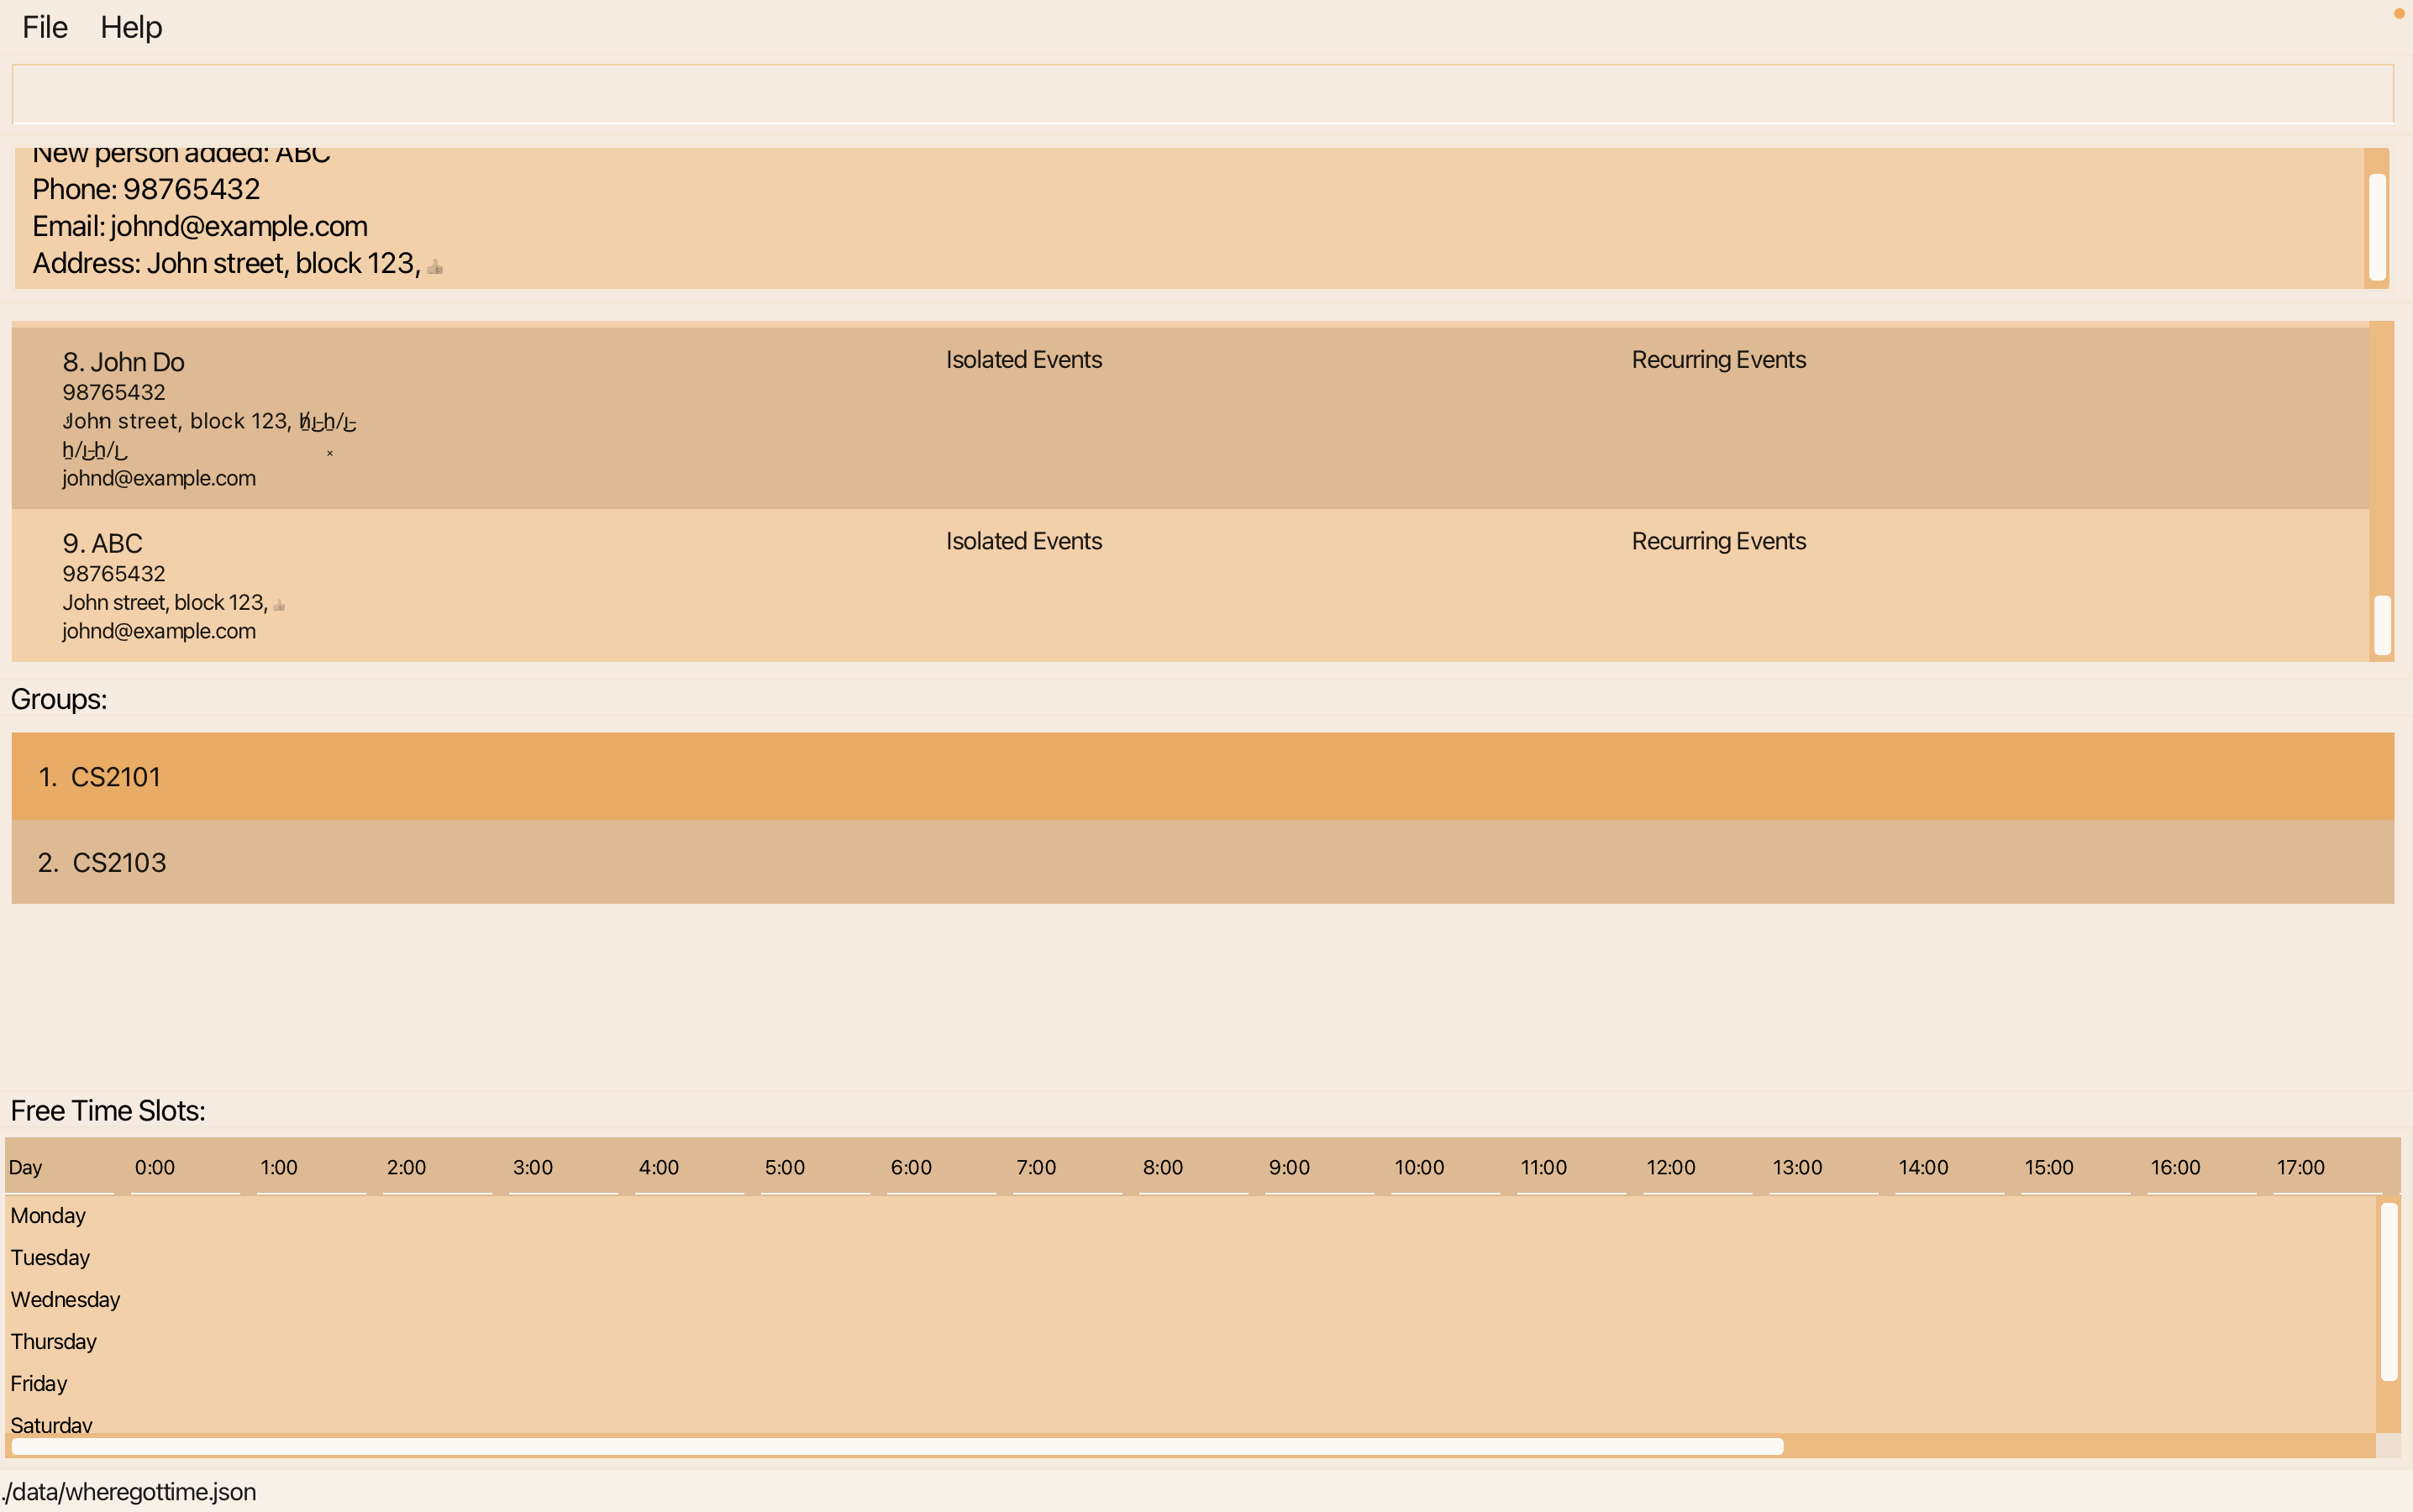 File Help
New person added: ABC
Phone: 98765432
Email: johnd@example.com
Address: John street, block 123, 👍
8. John Do
98765432
John street, block 123,
johnd@example.com
Isolated Events
Recurring Events
9. ABC
98765432
John street, block 123, 👍
johnd@example.com
Isolated Events
Recurring Events
Groups:
1. CS2101
2. CS2103
Free Time Slots:
Day 0:00 1:00 2:00 3:00 4:00 5:00 6:00 7:00 8:00 9:00 10:00 11:00 12:00 13:00 14:00 15:00 16:00 17:00
Monday
Tuesday
Wednesday
Thursday
Friday
Saturday
./data/wheregottime.json